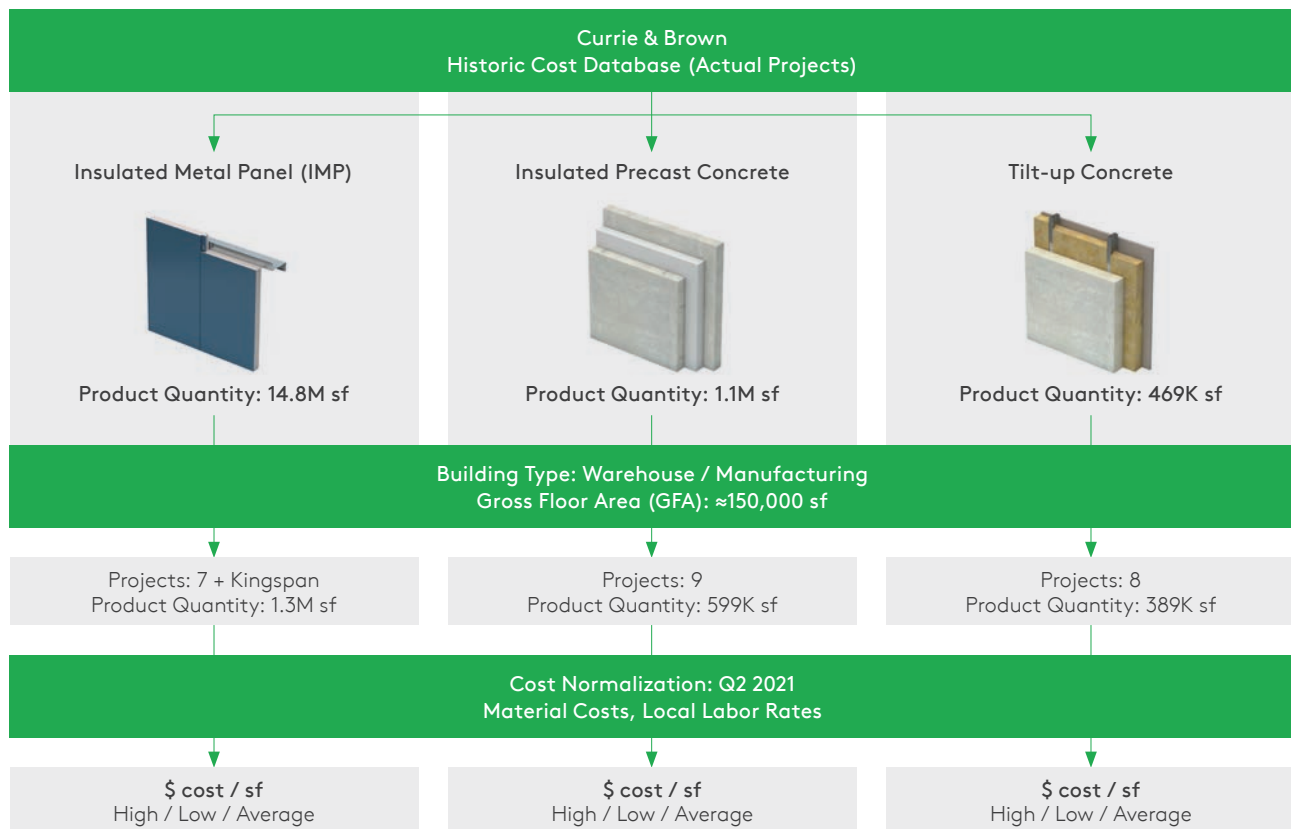 Currie & Brown
Historic Cost Database (Actual Projects)
Insulated Metal Panel (IMP)
Insulated Precast Concrete
Tilt-up Concrete
Product Quantity: 14.8M sf
Product Quantity: 1.1M sf
Product Quantity: 469K sf
Building Type: Warehouse / Manufacturing
Gross Floor Area (GFA): ≈150,000 sf
Projects: 7 + Kingspan
Product Quantity: 1.3M sf
Projects: 9
Product Quantity: 599K sf
Projects: 8
Product Quantity: 389K sf
Cost Normalization: Q2 2021
Material Costs, Local Labor Rates
$ cost / sf
High / Low / Average
$ cost / sf
High / Low / Average
$ cost / sf
High / Low / Average